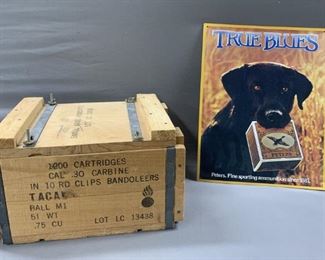 TRUE BLUES
PETERS
Peters. Fine sporting ammunition since 1887.
1000 CARTRIDGES
CAL .30 CARBINE
IN 10 RD CLIPS BANDOLEERS
BALL M1
51 WT
.75 CU
LOT LC 13438